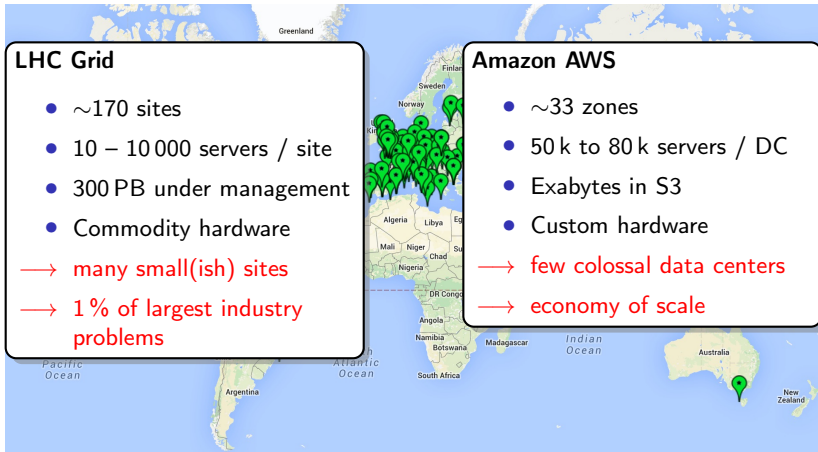 Greenland
LHC Grid
• ~170 sites
• 10 – 10 000 servers / site
• 300 PB under management
• Commodity hardware
→ many small(ish) sites
→ 1 % of largest industry
problems
Amazon AWS
• ~33 zones
• 50 k to 80 k servers / DC
• Exabytes in S3
• Custom hardware
→ few colossal data centers
→ economy of scale
Sweden
Norway
Algeria
Libya
Mali
Niger
Chad
Nigeria
DR Congo
Angola
Namibia
Botswana
Madagascar
South Africa
Pacific
Ocean
Atlantic
Ocean
Indian
Ocean
Argentina
Australia
New
Zealand